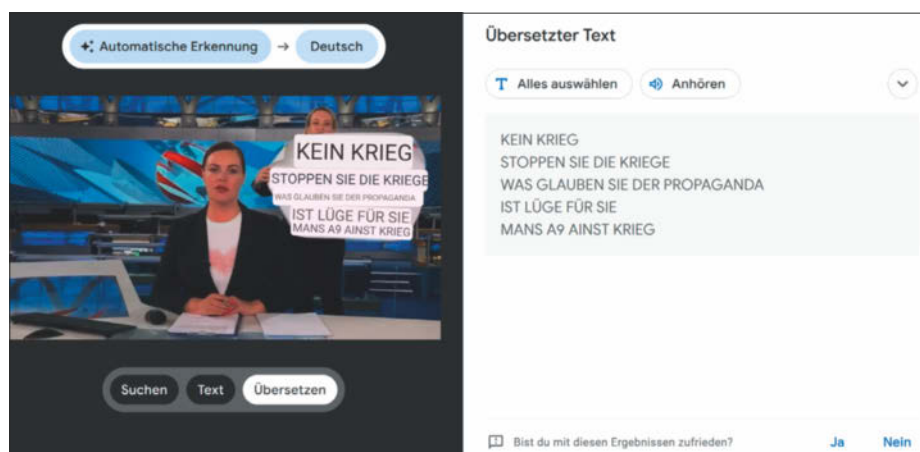 Automatische Erkennung → Deutsch
KEIN KRIEG
STOPPEN SIE DIE KRIEGE
WAS GLAUBEN SIE DER PROPAGANDA
IST LÜGE FÜR SIE
MANS A9 AINST KRIEG
Suchen Text Übersetzen
Übersetzter Text
Alles auswählen Anhören
KEIN KRIEG
STOPPEN SIE DIE KRIEGE
WAS GLAUBEN SIE DER PROPAGANDA
IST LÜGE FÜR SIE
MANS A9 AINST KRIEG
Bist du mit diesen Ergebnissen zufrieden? Ja Nein